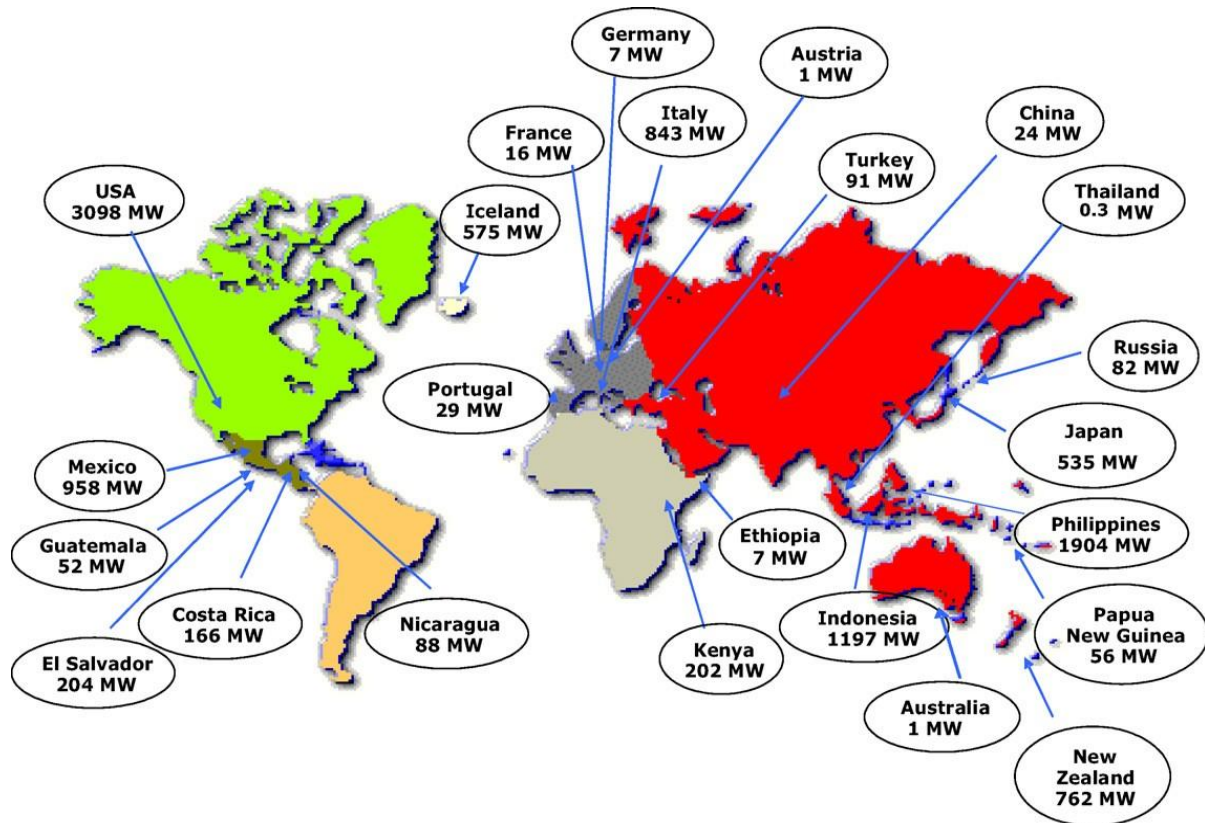 Germany
7 MW
Austria
1 MW
Italy
843 MW
China
24 MW
France
16 MW
Turkey
91 MW
Thailand
0.3 MW
USA
3098 MW
Iceland
575 MW
Russia
82 MW
Portugal
29 MW
Japan
535 MW
Mexico
958 MW
Philippines
1904 MW
Guatemala
52 MW
Ethiopia
7 MW
Costa Rica
166 MW
Nicaragua
88 MW
Indonesia
1197 MW
Papua
New Guinea
56 MW
El Salvador
204 MW
Kenya
202 MW
Australia
1 MW
New
Zealand
762 MW